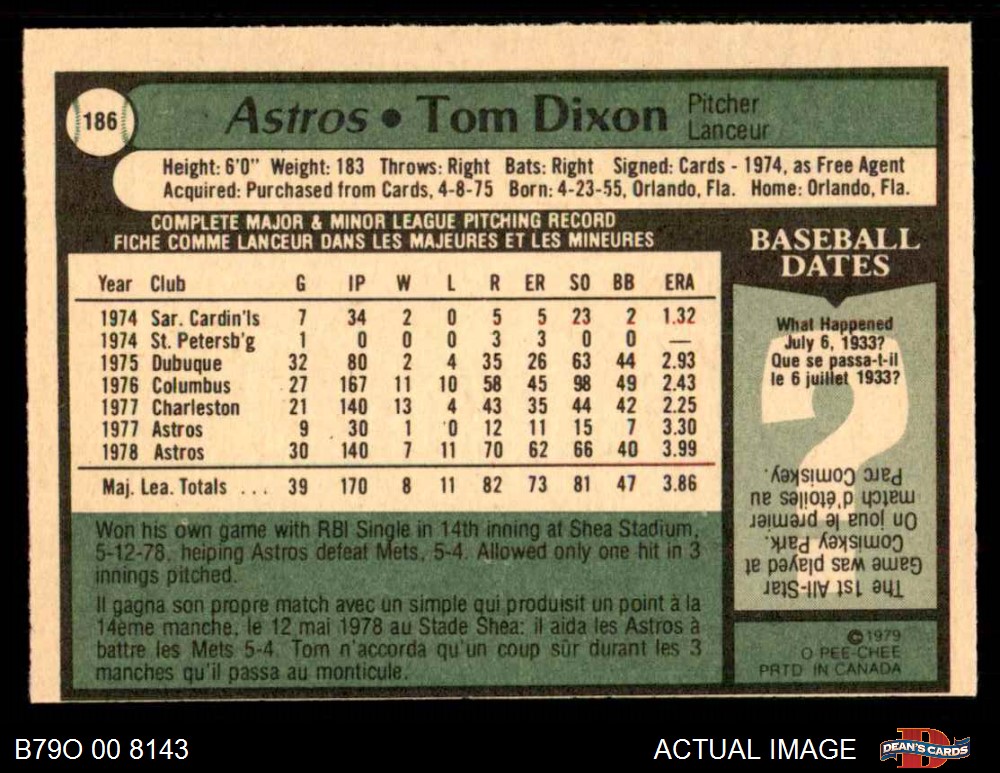 186
Astros • Tom Dixon
Pitcher
Lanceur
Height: 6'0" Weight: 183 Throws: Right Bats: Right Signed: Cards - 1974, as Free Agent
Acquired: Purchased from Cards, 4-8-75 Born: 4-23-55, Orlando, Fla. Home: Orlando, Fla.
COMPLETE MAJOR & MINOR LEAGUE PITCHING RECORD
FICHE COMME LANCEUR DANS LES MAJEURES ET LES MINEURES
Year Club G IP W L R ER SO BB ERA
1974 Sar. Cardin'ls 7 34 2 0 5 5 23 2 1.32
1974 St. Petersb'g 1 0 0 0 3 3 0 0 —
1975 Dubuque 32 80 2 4 35 26 63 44 2.93
1976 Columbus 27 167 11 10 58 45 98 49 2.43
1977 Charleston 21 140 13 4 43 35 44 42 2.25
1977 Astros 9 30 1 0 12 11 15 7 3.30
1978 Astros 30 140 7 11 70 62 66 40 3.99
Maj. Lea. Totals ... 39 170 8 11 82 73 81 47 3.86
Won his own game with RBI Single in 14th inning at Shea Stadium,
5-12-78, helping Astros defeat Mets, 5-4. Allowed only one hit in 3
innings pitched.
Il gagna son propre match avec un simple qui produisit un point à la
14ème manche, le 12 mai 1978 au Stade Shea: il aida les Astros à
battre les Mets 5-4. Tom n'accorda qu'un coup sûr durant les 3
manches qu'il passa au monticule.
BASEBALL
DATES
What Happened
July 6, 1933?
Que se passa-t-il
le 6 juillet 1933?
The 1st All-Star
Game was played at
Comiskey Park.
On joua le premier
match d'étoiles au
Parc Comiskey.
©1979
O PEE-CHEE
PRTD IN CANADA
B79O 00 8143
ACTUAL IMAGE
DEAN'S CARDS